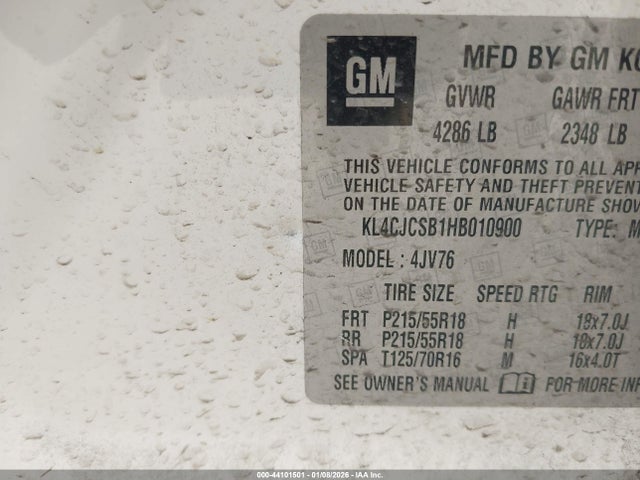 GM
MFD BY GM KO
GVWR GAWR FRT
4286 LB 2348 LB
THIS VEHICLE CONFORMS TO ALL APP
VEHICLE SAFETY AND THEFT PREVENT
ON THE DATE OF MANUFACTURE SHOW
KL4CJCSB1HB010900 TYPE: M
MODEL : 4JV76
TIRE SIZE SPEED RTG RIM
FRT P215/55R18 H 18x7.0J
RR P215/55R18 H 18x7.0J
SPA T125/70R16 M 16x4.0T
SEE OWNER'S MANUAL FOR MORE INF
000-44101501 - 01/08/2026 - IAA Inc.